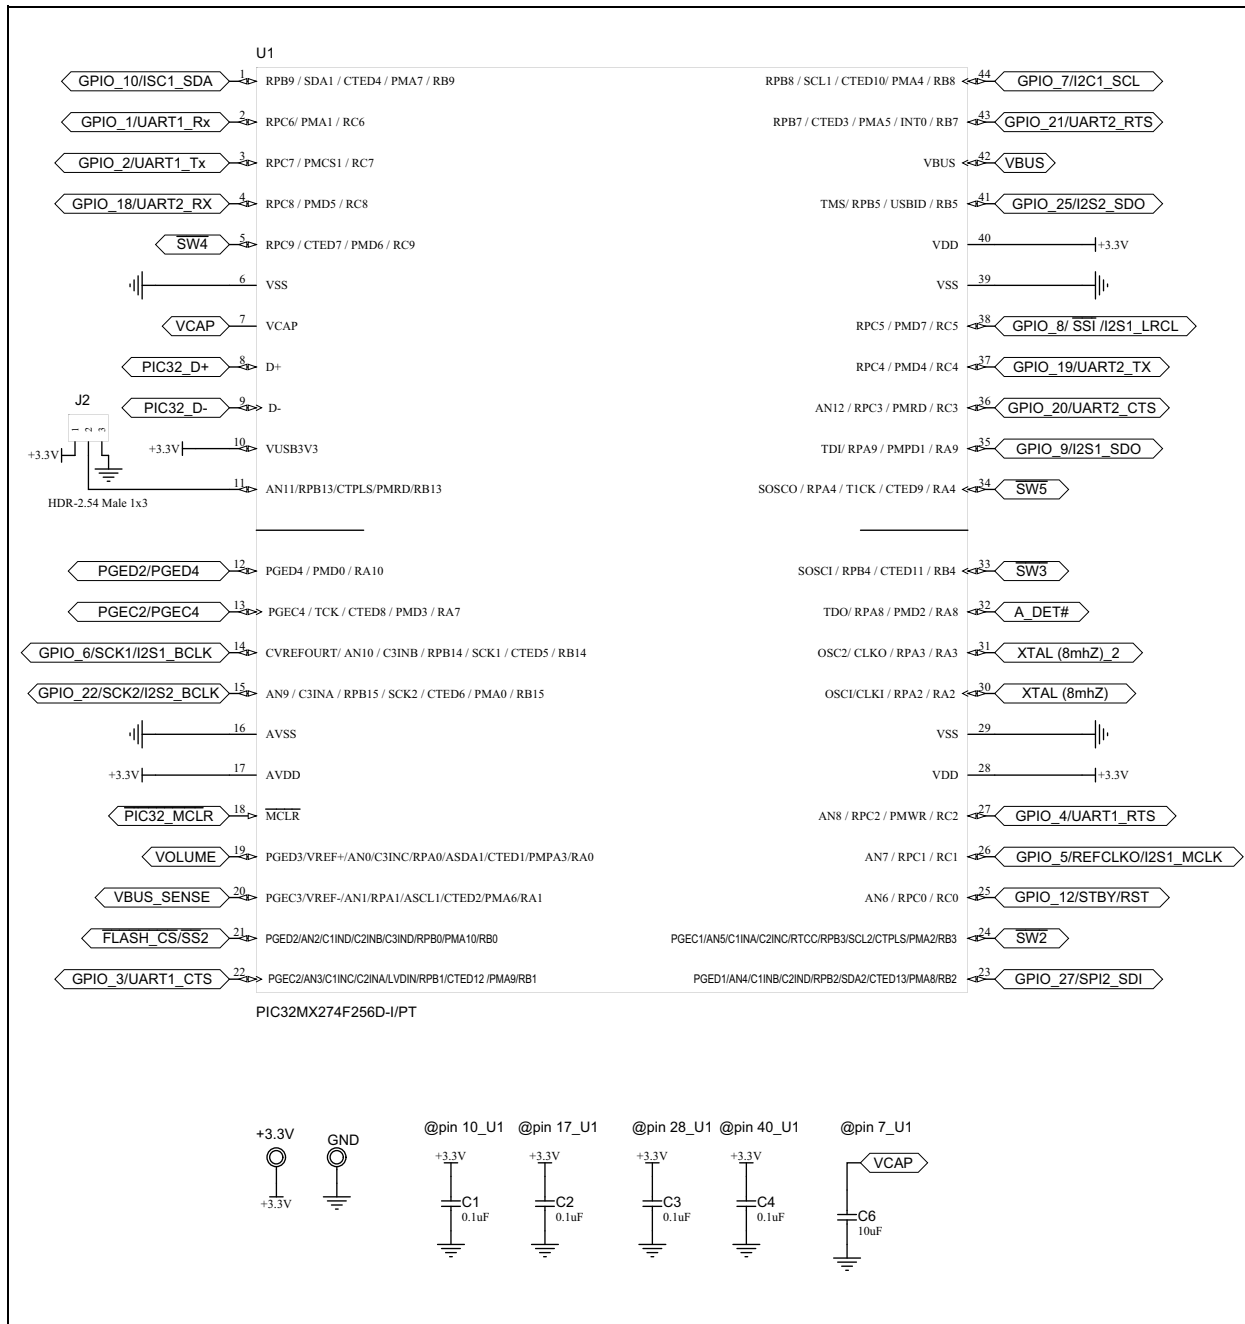 U1
GPIO_10/ISC1_SDA 1 RPB9 / SDA1 / CTED4 / PMA7 / RB9 RPB8 / SCL1 / CTED10/ PMA4 / RB8 44 GPIO_7/I2C1_SCL
GPIO_1/UART1_Rx 2 RPC6/ PMA1 / RC6 RPB7 / CTED3 / PMA5 / INT0 / RB7 43 GPIO_21/UART2_RTS
GPIO_2/UART1_Tx 3 RPC7 / PMCS1 / RC7 VBUS 42 VBUS
GPIO_18/UART2_RX 4 RPC8 / PMD5 / RC8 TMS/ RPB5 / USBID / RB5 41 GPIO_25/I2S2_SDO
SW4 5 RPC9 / CTED7 / PMD6 / RC9 VDD 40 +3.3V
6 VSS VSS 39
VCAP 7 VCAP RPC5 / PMD7 / RC5 38 GPIO_8/ SSI /I2S1_LRCL
PIC32_D+ 8 D+ RPC4 / PMD4 / RC4 37 GPIO_19/UART2_TX
J2 PIC32_D- 9 D- AN12 / RPC3 / PMRD / RC3 36 GPIO_20/UART2_CTS
1 2 3
+3.3V +3.3V 10 VUSB3V3 TDI/ RPA9 / PMPD1 / RA9 35 GPIO_9/I2S1_SDO
11 AN11/RPB13/CTPLS/PMRD/RB13 SOSCO / RPA4 / T1CK / CTED9 / RA4 34 SW5
HDR-2.54 Male 1x3
PGED2/PGED4 12 PGED4 / PMD0 / RA10 SOSCI / RPB4 / CTED11 / RB4 33 SW3
PGEC2/PGEC4 13 PGEC4 / TCK / CTED8 / PMD3 / RA7 TDO/ RPA8 / PMD2 / RA8 32 A_DET#
GPIO_6/SCK1/I2S1_BCLK 14 CVREFOURT/ AN10 / C3INB / RPB14 / SCK1 / CTED5 / RB14 OSC2/ CLKO / RPA3 / RA3 31 XTAL (8mhZ)_2
GPIO_22/SCK2/I2S2_BCLK 15 AN9 / C3INA / RPB15 / SCK2 / CTED6 / PMA0 / RB15 OSCI/CLKI / RPA2 / RA2 30 XTAL (8mhZ)
16 AVSS VSS 29
+3.3V 17 AVDD VDD 28 +3.3V
PIC32_MCLR 18 MCLR AN8 / RPC2 / PMWR / RC2 27 GPIO_4/UART1_RTS
VOLUME 19 PGED3/VREF+/AN0/C3INC/RPA0/ASDA1/CTED1/PMPA3/RA0 AN7 / RPC1 / RC1 26 GPIO_5/REFCLKO/I2S1_MCLK
VBUS_SENSE 20 PGEC3/VREF-/AN1/RPA1/ASCL1/CTED2/PMA6/RA1 AN6 / RPC0 / RC0 25 GPIO_12/STBY/RST
FLASH_CS/SS2 21 PGED2/AN2/C1IND/C2INB/C3IND/RPB0/PMA10/RB0 PGEC1/AN5/C1INA/C2INC/RTCC/RPB3/SCL2/CTPLS/PMA2/RB3 24 SW2
GPIO_3/UART1_CTS 22 PGEC2/AN3/C1INC/C2INA/LVDIN/RPB1/CTED12 /PMA9/RB1 PGED1/AN4/C1INB/C2IND/RPB2/SDA2/CTED13/PMA8/RB2 23 GPIO_27/SPI2_SDI
PIC32MX274F256D-I/PT
+3.3V GND @pin 10_U1 @pin 17_U1 @pin 28_U1 @pin 40_U1 @pin 7_U1
+3.3V +3.3V +3.3V +3.3V VCAP
+3.3V C1 C2 C3 C4 C6
0.1uF 0.1uF 0.1uF 0.1uF 10uF